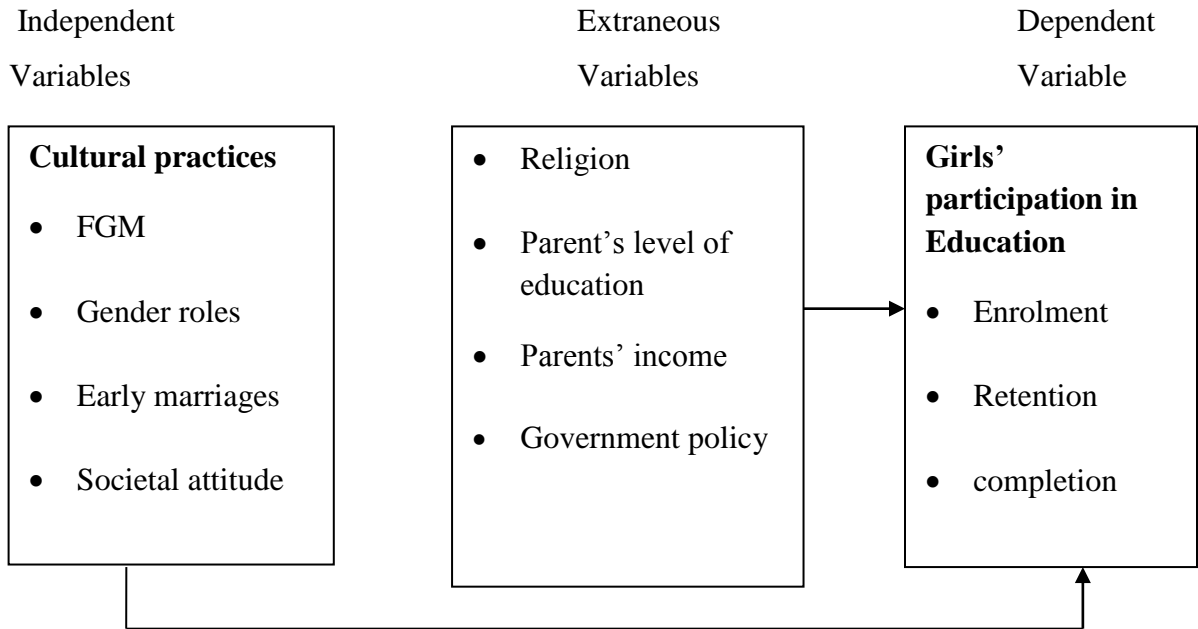 Independent
Variables
Extraneous
Variables
Dependent
Variable
Cultural practices
• FGM
• Gender roles
• Early marriages
• Societal attitude
• Religion
• Parent’s level of
education
• Parents’ income
• Government policy
Girls’
participation in
Education
• Enrolment
• Retention
• completion